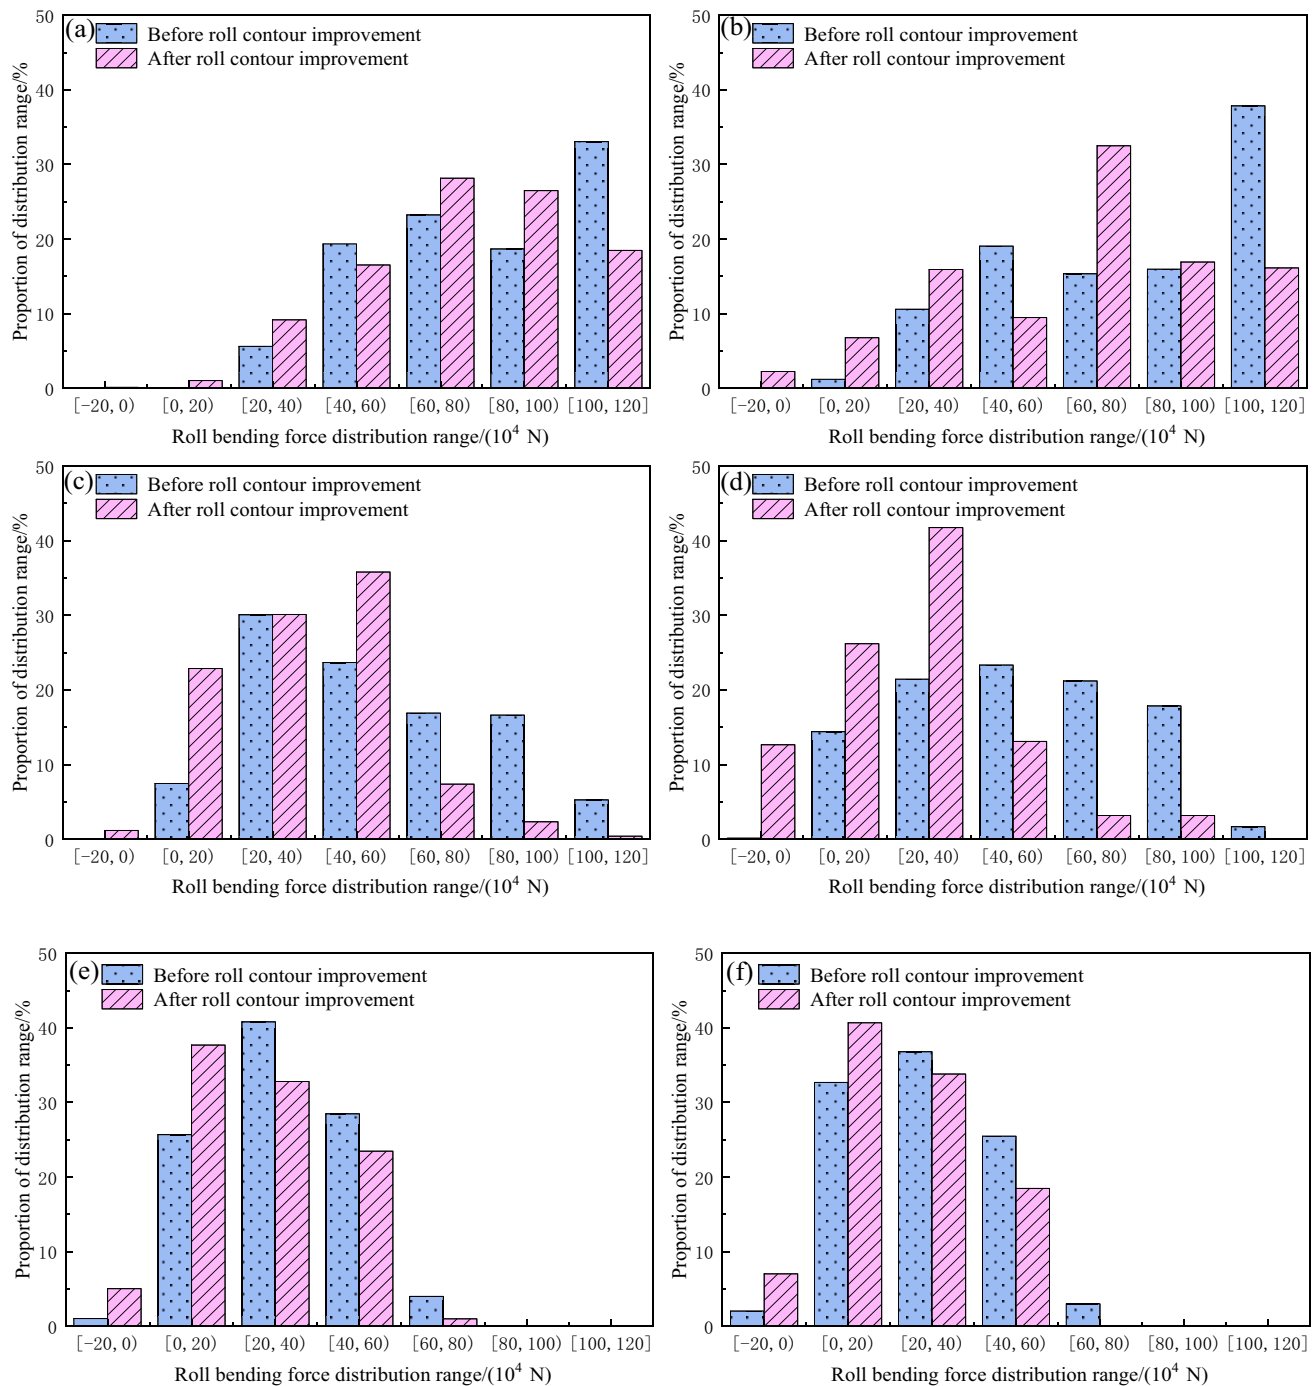 (a)
Before roll contour improvement
After roll contour improvement
Proportion of distribution range/%
50
40
30
20
10
0
[−20, 0) [0, 20) [20, 40) [40, 60) [60, 80) [80, 100) [100, 120]
Roll bending force distribution range/(10⁴ N)
(b)
Before roll contour improvement
After roll contour improvement
Proportion of distribution range/%
50
40
30
20
10
0
[−20, 0) [0, 20) [20, 40) [40, 60) [60, 80) [80, 100) [100, 120]
Roll bending force distribution range/(10⁴ N)
(c)
Before roll contour improvement
After roll contour improvement
Proportion of distribution range/%
50
40
30
20
10
0
[−20, 0) [0, 20) [20, 40) [40, 60) [60, 80) [80, 100) [100, 120]
Roll bending force distribution range/(10⁴ N)
(d)
Before roll contour improvement
After roll contour improvement
Proportion of distribution range/%
50
40
30
20
10
0
[−20, 0) [0, 20) [20, 40) [40, 60) [60, 80) [80, 100) [100, 120]
Roll bending force distribution range/(10⁴ N)
(e)
Before roll contour improvement
After roll contour improvement
Proportion of distribution range/%
50
40
30
20
10
0
[−20, 0) [0, 20) [20, 40) [40, 60) [60, 80) [80, 100) [100, 120]
Roll bending force distribution range/(10⁴ N)
(f)
Before roll contour improvement
After roll contour improvement
Proportion of distribution range/%
50
40
30
20
10
0
[−20, 0) [0, 20) [20, 40) [40, 60) [60, 80) [80, 100) [100, 120]
Roll bending force distribution range/(10⁴ N)